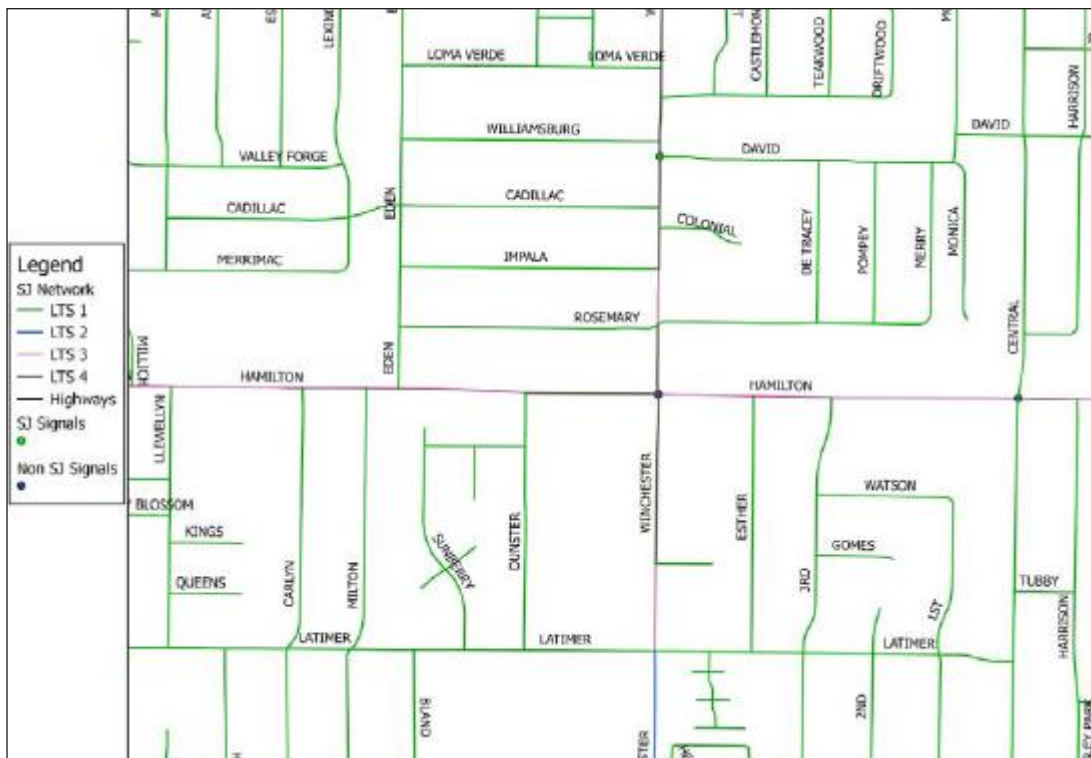 LOMA VERDE
LOMA VERDE
CASTLEMON
TEAKWOOD
DRIFTWOOD
HARRISON
WILLIAMSBURG
DAVID
DAVID
VALLEY FORGE
CADILLAC
EDEN
CADILLAC
COLONIAL
DE TRACEY
POMPEY
MERRY
MONICA
MERRIMAC
IMPALA
Legend
SJ Network
LTS 1
LTS 2
LTS 3
LTS 4
Highways
SJ Signals
Non SJ Signals
ROSEMARY
CENTRAL
MILLICH
EDEN
HAMILTON
HAMILTON
LLEWELLYN
WINCHESTER
WATSON
BLOSSOM
KINGS
QUEENS
CARLYN
MILTON
SUNBERRY
DUNSTER
ESTHER
3RD
GOMES
1ST
TUBBY
HARRISON
LATIMER
LATIMER
LATIMER
BLAND
2ND